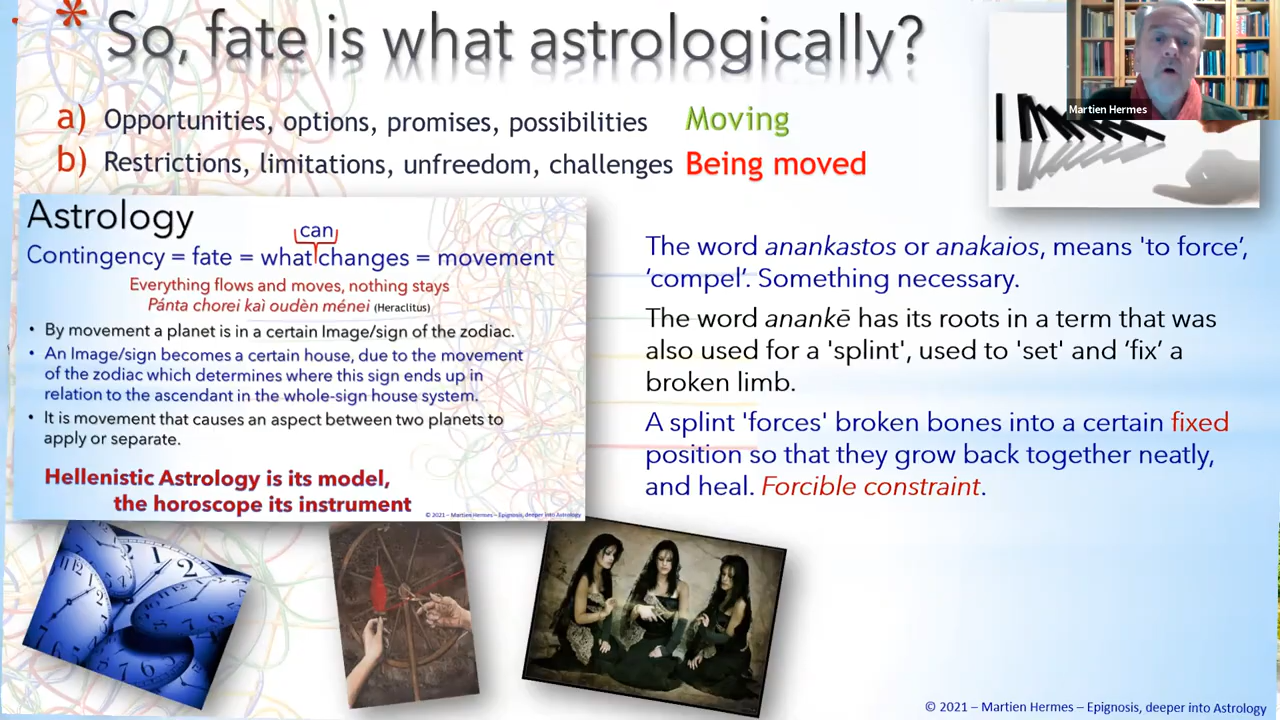 * So, fate is what astrologically?
Martien Hermes
a) Opportunities, options, promises, possibilities Moving
b) Restrictions, limitations, unfreedom, challenges Being moved
Astrology
can
Contingency = fate = what changes = movement
Everything flows and moves, nothing stays
Pánta chorei kaì oudèn ménei (Heraclitus)
• By movement a planet is in a certain Image/sign of the zodiac.
• An Image/sign becomes a certain house, due to the movement
of the zodiac which determines where this sign ends up in
relation to the ascendant in the whole-sign house system.
• It is movement that causes an aspect between two planets to
apply or separate.
Hellenistic Astrology is its model,
the horoscope its instrument
© 2021 – Martien Hermes – Epignosis, deeper into Astrology
The word anankastos or anakaios, means 'to force’,
‘compel’. Something necessary.
The word anankē has its roots in a term that was
also used for a 'splint', used to 'set' and ‘fix’ a
broken limb.
A splint 'forces' broken bones into a certain fixed
position so that they grow back together neatly,
and heal. Forcible constraint.
© 2021 – Martien Hermes – Epignosis, deeper into Astrology